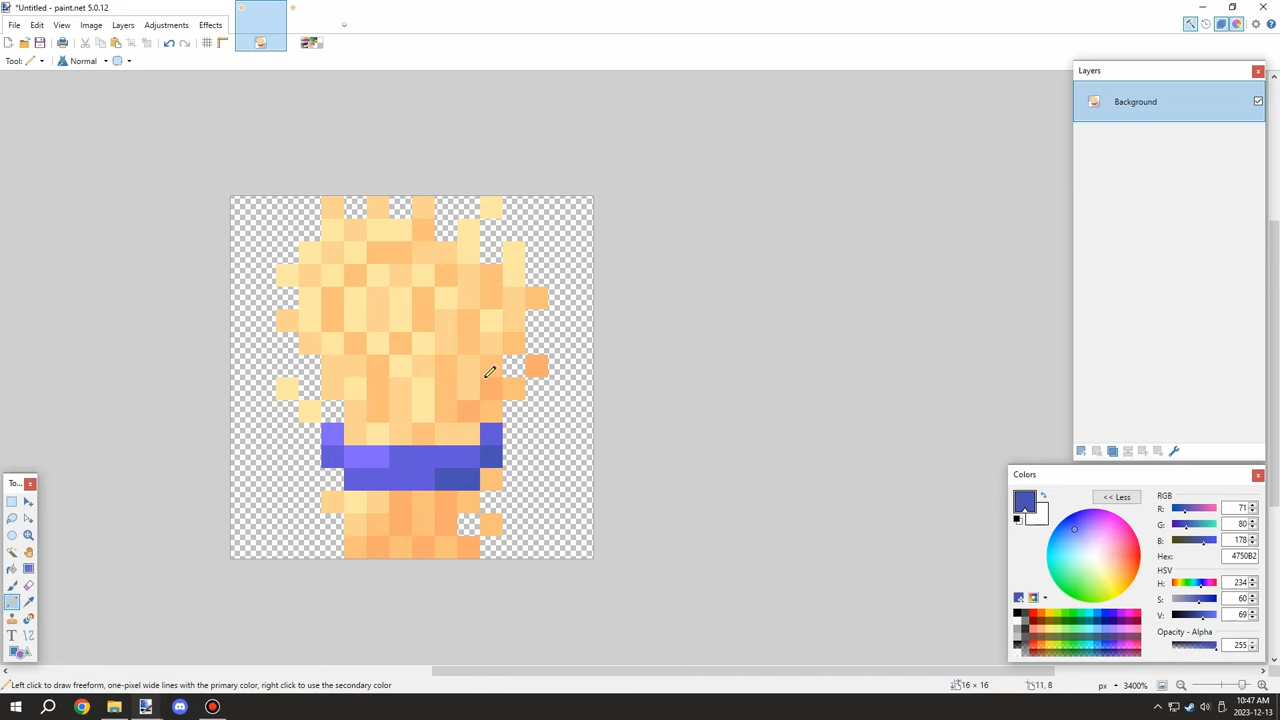 *Untitled - paint.net 5.0.12
File Edit View Image Layers Adjustments Effects
Tool: Normal
Layers
Background
To...
Colors
<< Less
RGB
R: 71
G: 80
B: 178
Hex: 4750B2
HSV
H: 234
S: 60
V: 69
Opacity - Alpha
255
Left click to draw freeform, one-pixel wide lines with the primary color, right click to use the secondary color
16 × 16
11, 8
px
3400%
10:47 AM
2023-12-13